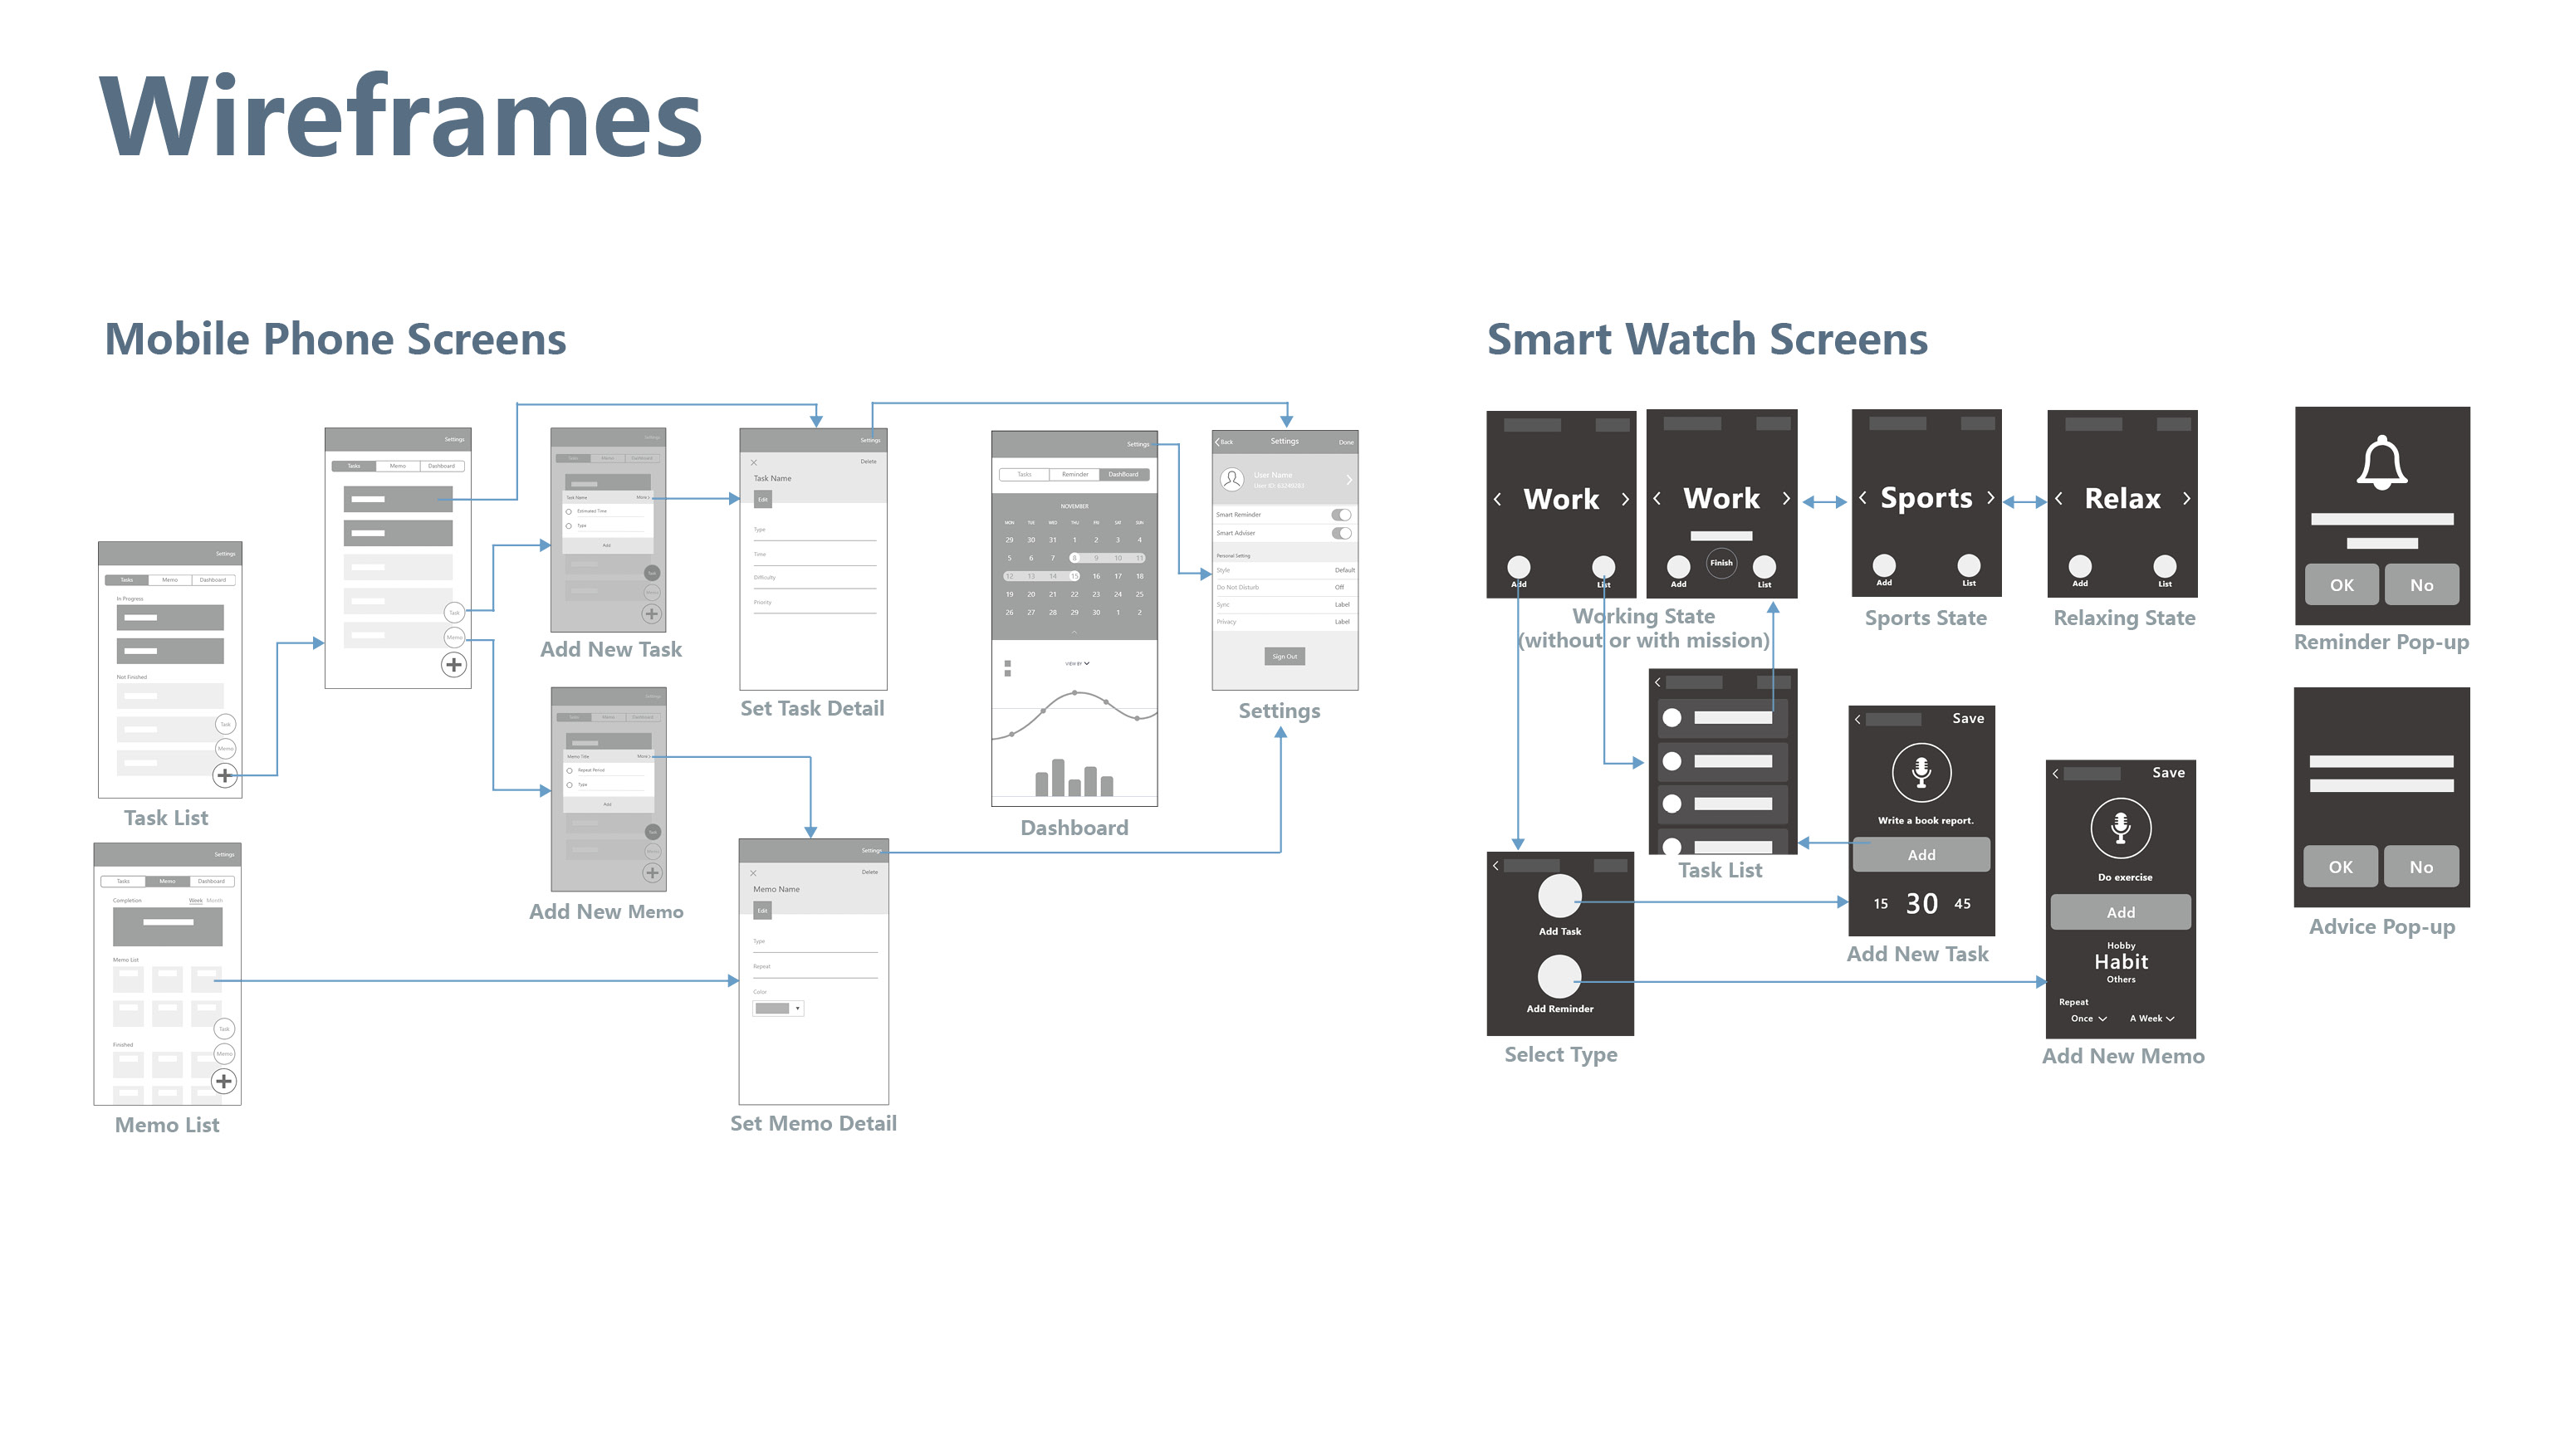 Wireframes
Mobile Phone Screens
Settings
Tasks Memo Dashboard
In Progress
Not Finished
Task
Memo
Task List
Settings
Tasks Memo Dashboard
Completion Week Month
Memo List
Task
Finished
Memo
Memo List
Settings
Tasks Memo Dashboard
Task
Memo
Settings
Tasks Memo Dashboard
Task Name More >
Estimated Time
Type
Add
Task
Memo
Add New Task
Settings
Tasks Memo Dashboard
Memo Title More >
Repeat Period
Type
Add
Task
Memo
Add New Memo
Settings
Delete
Task Name
Edit
Type
Time
Difficulty
Priority
Set Task Detail
Settings
Delete
Memo Name
Edit
Type
Repeat
Color
Set Memo Detail
Settings
Tasks Reminder DashBoard
NOVEMBER
MON TUE WED THU FRI SAT SUN
29 30 31 1 2 3 4
5 6 7 8 9 10 11
12 13 14 15 16 17 18
19 20 21 22 23 24 25
26 27 28 29 30 1 2
VIEW BY
Dashboard
Back Settings Done
User Name
Smart Reminder
Smart Adviser
Personal Setting
Style Default
Do Not Disturb Off
Sync Label
Privacy Label
Sign Out
Settings
Smart Watch Screens
Work
Add List
Work
Finish
Add List
Working State
(without or with mission)
Sports
Add List
Sports State
Relax
Add List
Relaxing State
OK No
Reminder Pop-up
Task List
Add Task
Add Reminder
Select Type
Save
Write a book report.
Add
15 30 45
Add New Task
Save
Do exercise
Add
Hobby
Habit
Others
Repeat
Once A Week
Add New Memo
OK No
Advice Pop-up